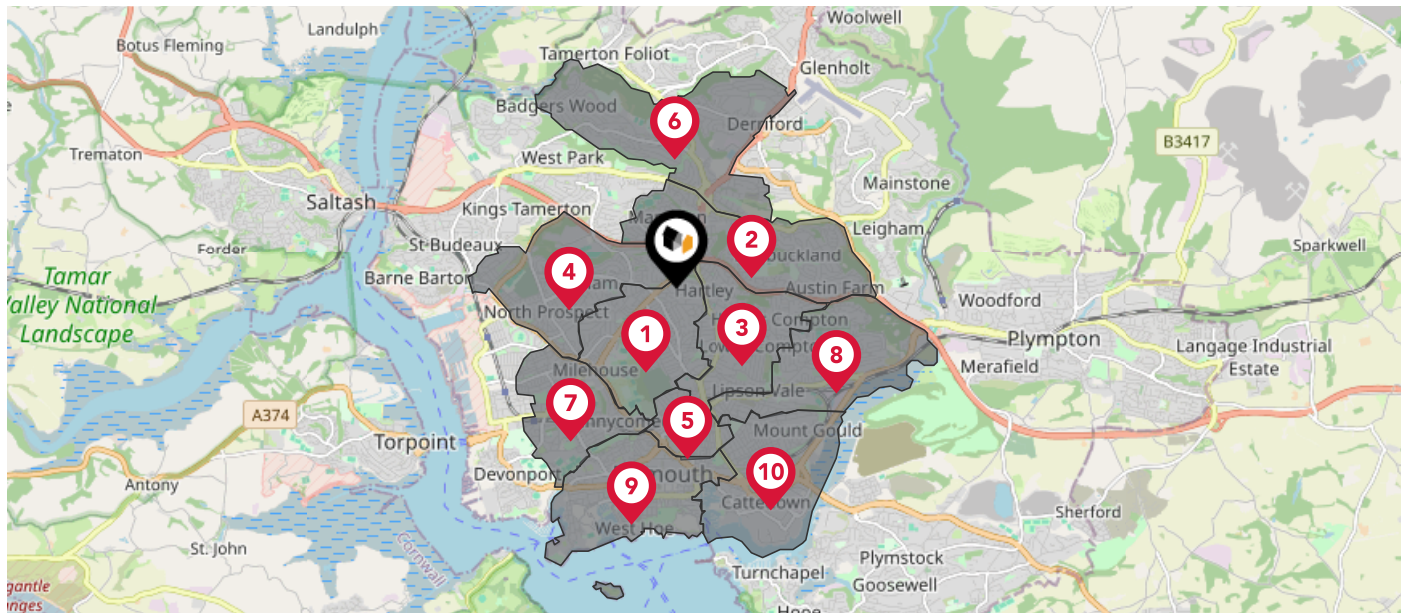 Landulph
Woolwell
Botus Fleming
Tamerton Foliot
Glenholt
Badgers Wood
6
Derriford
B3417
Trematon
West Park
Mainstone
Saltash
Kings Tamerton
Leigham
2
St Budeaux
Sparkwell
Forder
Buckland
Barne Barton
4
Tamar
Valley National
Landscape
Hartley
Austin Farm
Woodford
North Prospect
1
3
Compton
Plympton
8
Langage Industrial
Estate
Merafield
Milehouse
Lipson Vale
7
A374
5
Mount Gould
Torpoint
Devonport
10
9
Antony
Cattedown
Sherford
West Hoe
St. John
Cornwall
Plymstock
Turnchapel
Goosewell